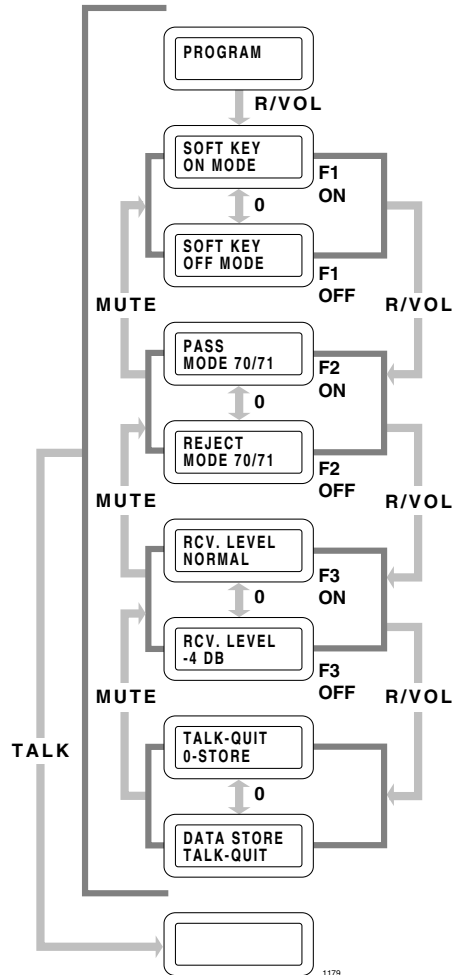 PROGRAM
R/VOL
SOFT KEY
ON MODE
F1
ON
0
SOFT KEY
OFF MODE
F1
OFF
MUTE
R/VOL
PASS
MODE 70/71
F2
ON
0
REJECT
MODE 70/71
F2
OFF
MUTE
R/VOL
RCV. LEVEL
NORMAL
F3
ON
0
RCV. LEVEL
-4 DB
F3
OFF
MUTE
R/VOL
TALK
TALK-QUIT
0-STORE
0
DATA STORE
TALK-QUIT
1179